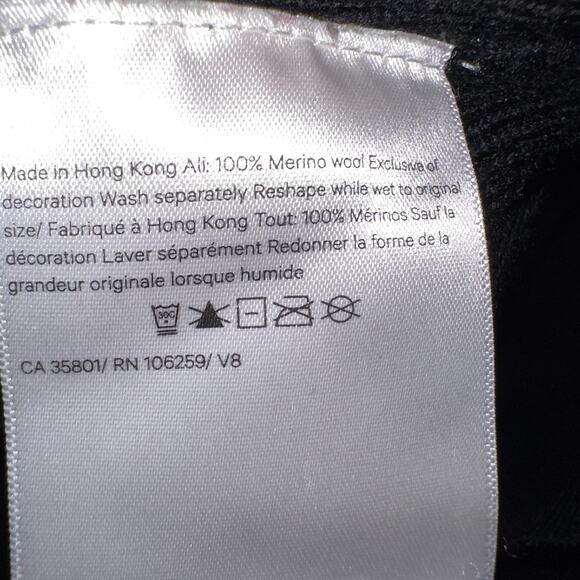 Made in Hong Kong All: 100% Merino wool Exclusive of
decoration Wash separately Reshape while wet to original
size/ Fabriqué à Hong Kong Tout: 100% Mérinos Sauf la
décoration Laver séparément Redonner la forme de la
grandeur originale lorsque humide
30C
CA 35801/ RN 106259/ V8